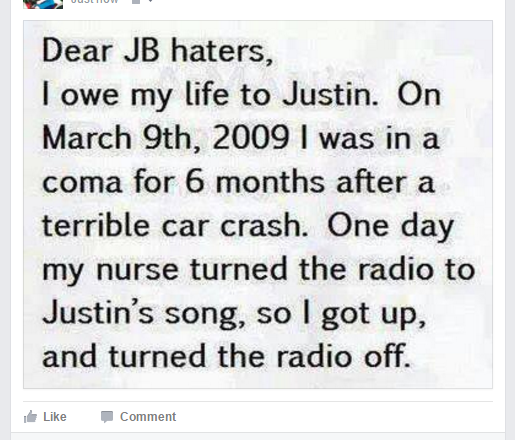 Just now
Dear JB haters,
I owe my life to Justin. On
March 9th, 2009 I was in a
coma for 6 months after a
terrible car crash. One day
my nurse turned the radio to
Justin's song, so I got up,
and turned the radio off.
Like Comment